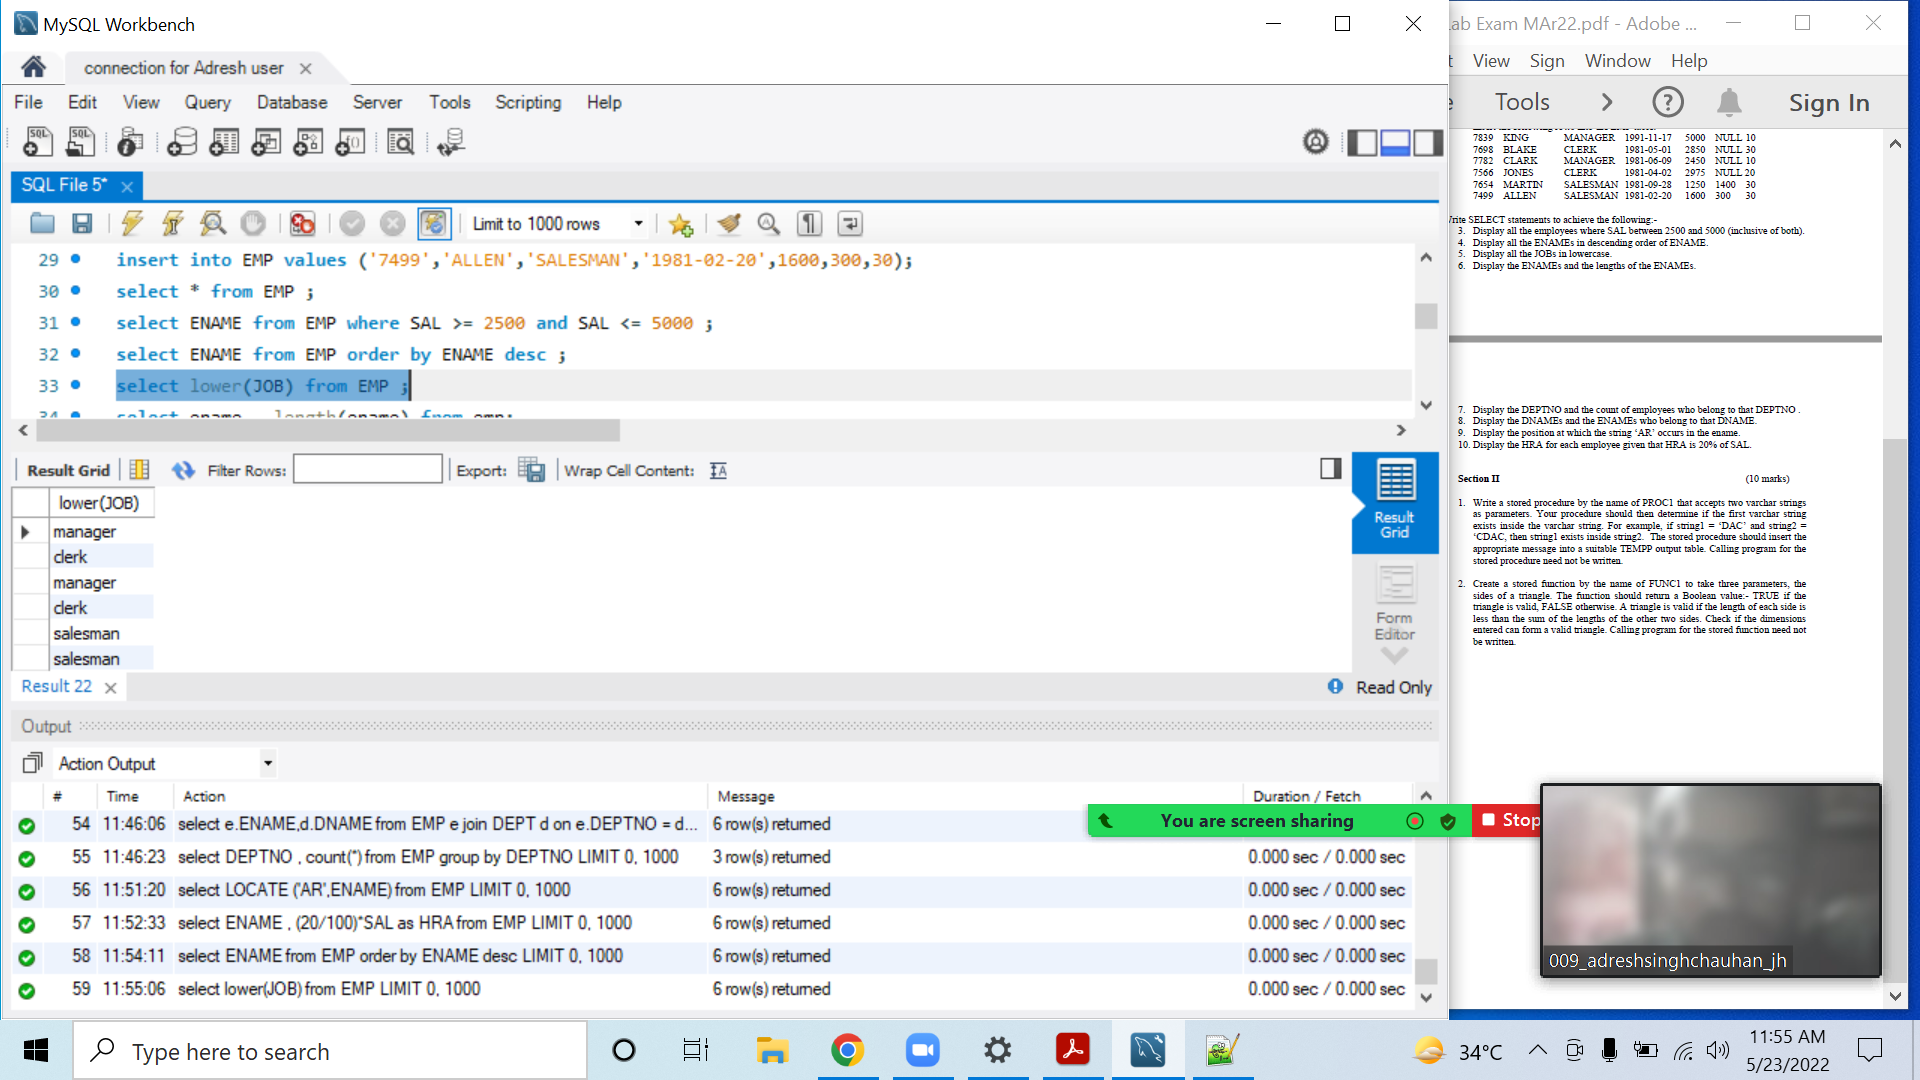 MySQL Workbench
connection for Adresh user
File Edit View Query Database Server Tools Scripting Help
SQL File 5*
Limit to 1000 rows
29 insert into EMP values ('7499','ALLEN','SALESMAN','1981-02-20',1600,300,30);
30 select * from EMP ;
31 select ENAME from EMP where SAL >= 2500 and SAL <= 5000 ;
32 select ENAME from EMP order by ENAME desc ;
33 select lower(JOB) from EMP ;
34 select ename length(ename) from emp;
Result Grid Filter Rows: Export: Wrap Cell Content:
lower(JOB)
manager
clerk
manager
clerk
salesman
salesman
Result Grid
Form Editor
Result 22
Read Only
Output
Action Output
# Time Action Message Duration / Fetch
54 11:46:06 select e.ENAME,d.DNAME from EMP e join DEPT d on e.DEPTNO = d... 6 row(s) returned
55 11:46:23 select DEPTNO , count(*) from EMP group by DEPTNO LIMIT 0, 1000 3 row(s) returned 0.000 sec / 0.000 sec
56 11:51:20 select LOCATE ('AR',ENAME) from EMP LIMIT 0, 1000 6 row(s) returned 0.000 sec / 0.000 sec
57 11:52:33 select ENAME , (20/100)*SAL as HRA from EMP LIMIT 0, 1000 6 row(s) returned 0.000 sec / 0.000 sec
58 11:54:11 select ENAME from EMP order by ENAME desc LIMIT 0, 1000 6 row(s) returned 0.000 sec / 0.000 sec
59 11:55:06 select lower(JOB) from EMP LIMIT 0, 1000 6 row(s) returned 0.000 sec / 0.000 sec
You are screen sharing
Stop
ab Exam MAr22.pdf - Adobe ...
View Sign Window Help
Tools Sign In
7839 KING MANAGER 1991-11-17 5000 NULL 10
7698 BLAKE CLERK 1981-05-01 2850 NULL 30
7782 CLARK MANAGER 1981-06-09 2450 NULL 10
7566 JONES CLERK 1981-04-02 2975 NULL 20
7654 MARTIN SALESMAN 1981-09-28 1250 1400 30
7499 ALLEN SALESMAN 1981-02-20 1600 300 30
rite SELECT statements to achieve the following:-
3. Display all the employees where SAL between 2500 and 5000 (inclusive of both).
4. Display all the ENAMEs in descending order of ENAME.
5. Display all the JOBs in lowercase.
6. Display the ENAMEs and the lengths of the ENAMEs.
7. Display the DEPTNO and the count of employees who belong to that DEPTNO .
8. Display the DNAMEs and the ENAMEs who belong to that DNAME.
9. Display the position at which the string ‘AR’ occurs in the ename.
10. Display the HRA for each employee given that HRA is 20% of SAL.
Section II (10 marks)
1. Write a stored procedure by the name of PROC1 that accepts two varchar strings
as parameters. Your procedure should then determine if the first varchar string
exists inside the varchar string. For example, if string1 = ‘DAC’ and string2 =
‘CDAC, then string1 exists inside string2. The stored procedure should insert the
appropriate message into a suitable TEMPP output table. Calling program for the
stored procedure need not be written.
2. Create a stored function by the name of FUNC1 to take three parameters, the
sides of a triangle. The function should return a Boolean value:- TRUE if the
triangle is valid, FALSE otherwise. A triangle is valid if the length of each side is
less than the sum of the lengths of the other two sides. Check if the dimensions
entered can form a valid triangle. Calling program for the stored function need not
be written.
009_adreshsinghchauhan_jh
Type here to search
34°C
11:55 AM
5/23/2022